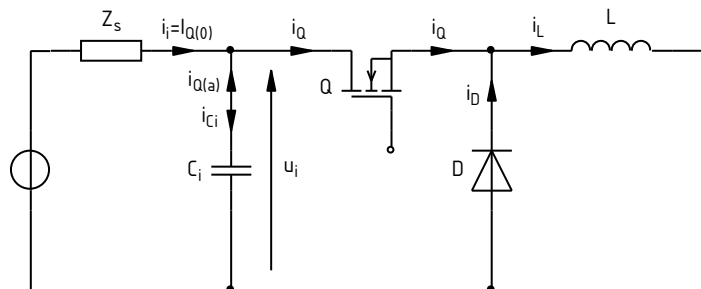 Z_s
i_i=I_Q(0)
i_Q
i_Q
i_L
L
i_Q(a)
i_Ci
C_i
u_i
Q
i_D
D